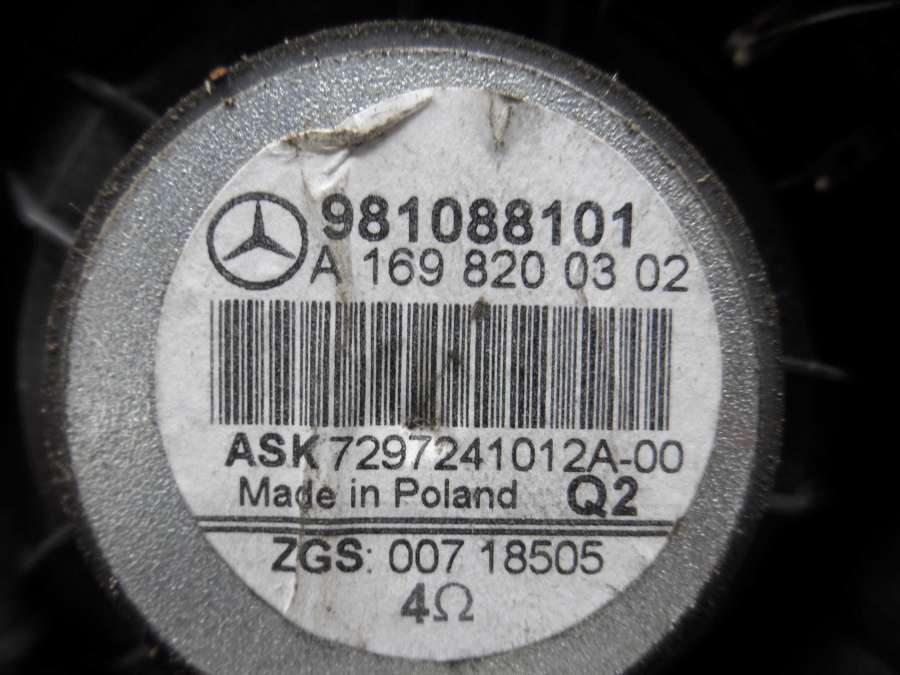 981088101
A 169 820 03 02
ASK 7297241012A-00
Made in Poland Q2
ZGS: 007 18505
4Ω